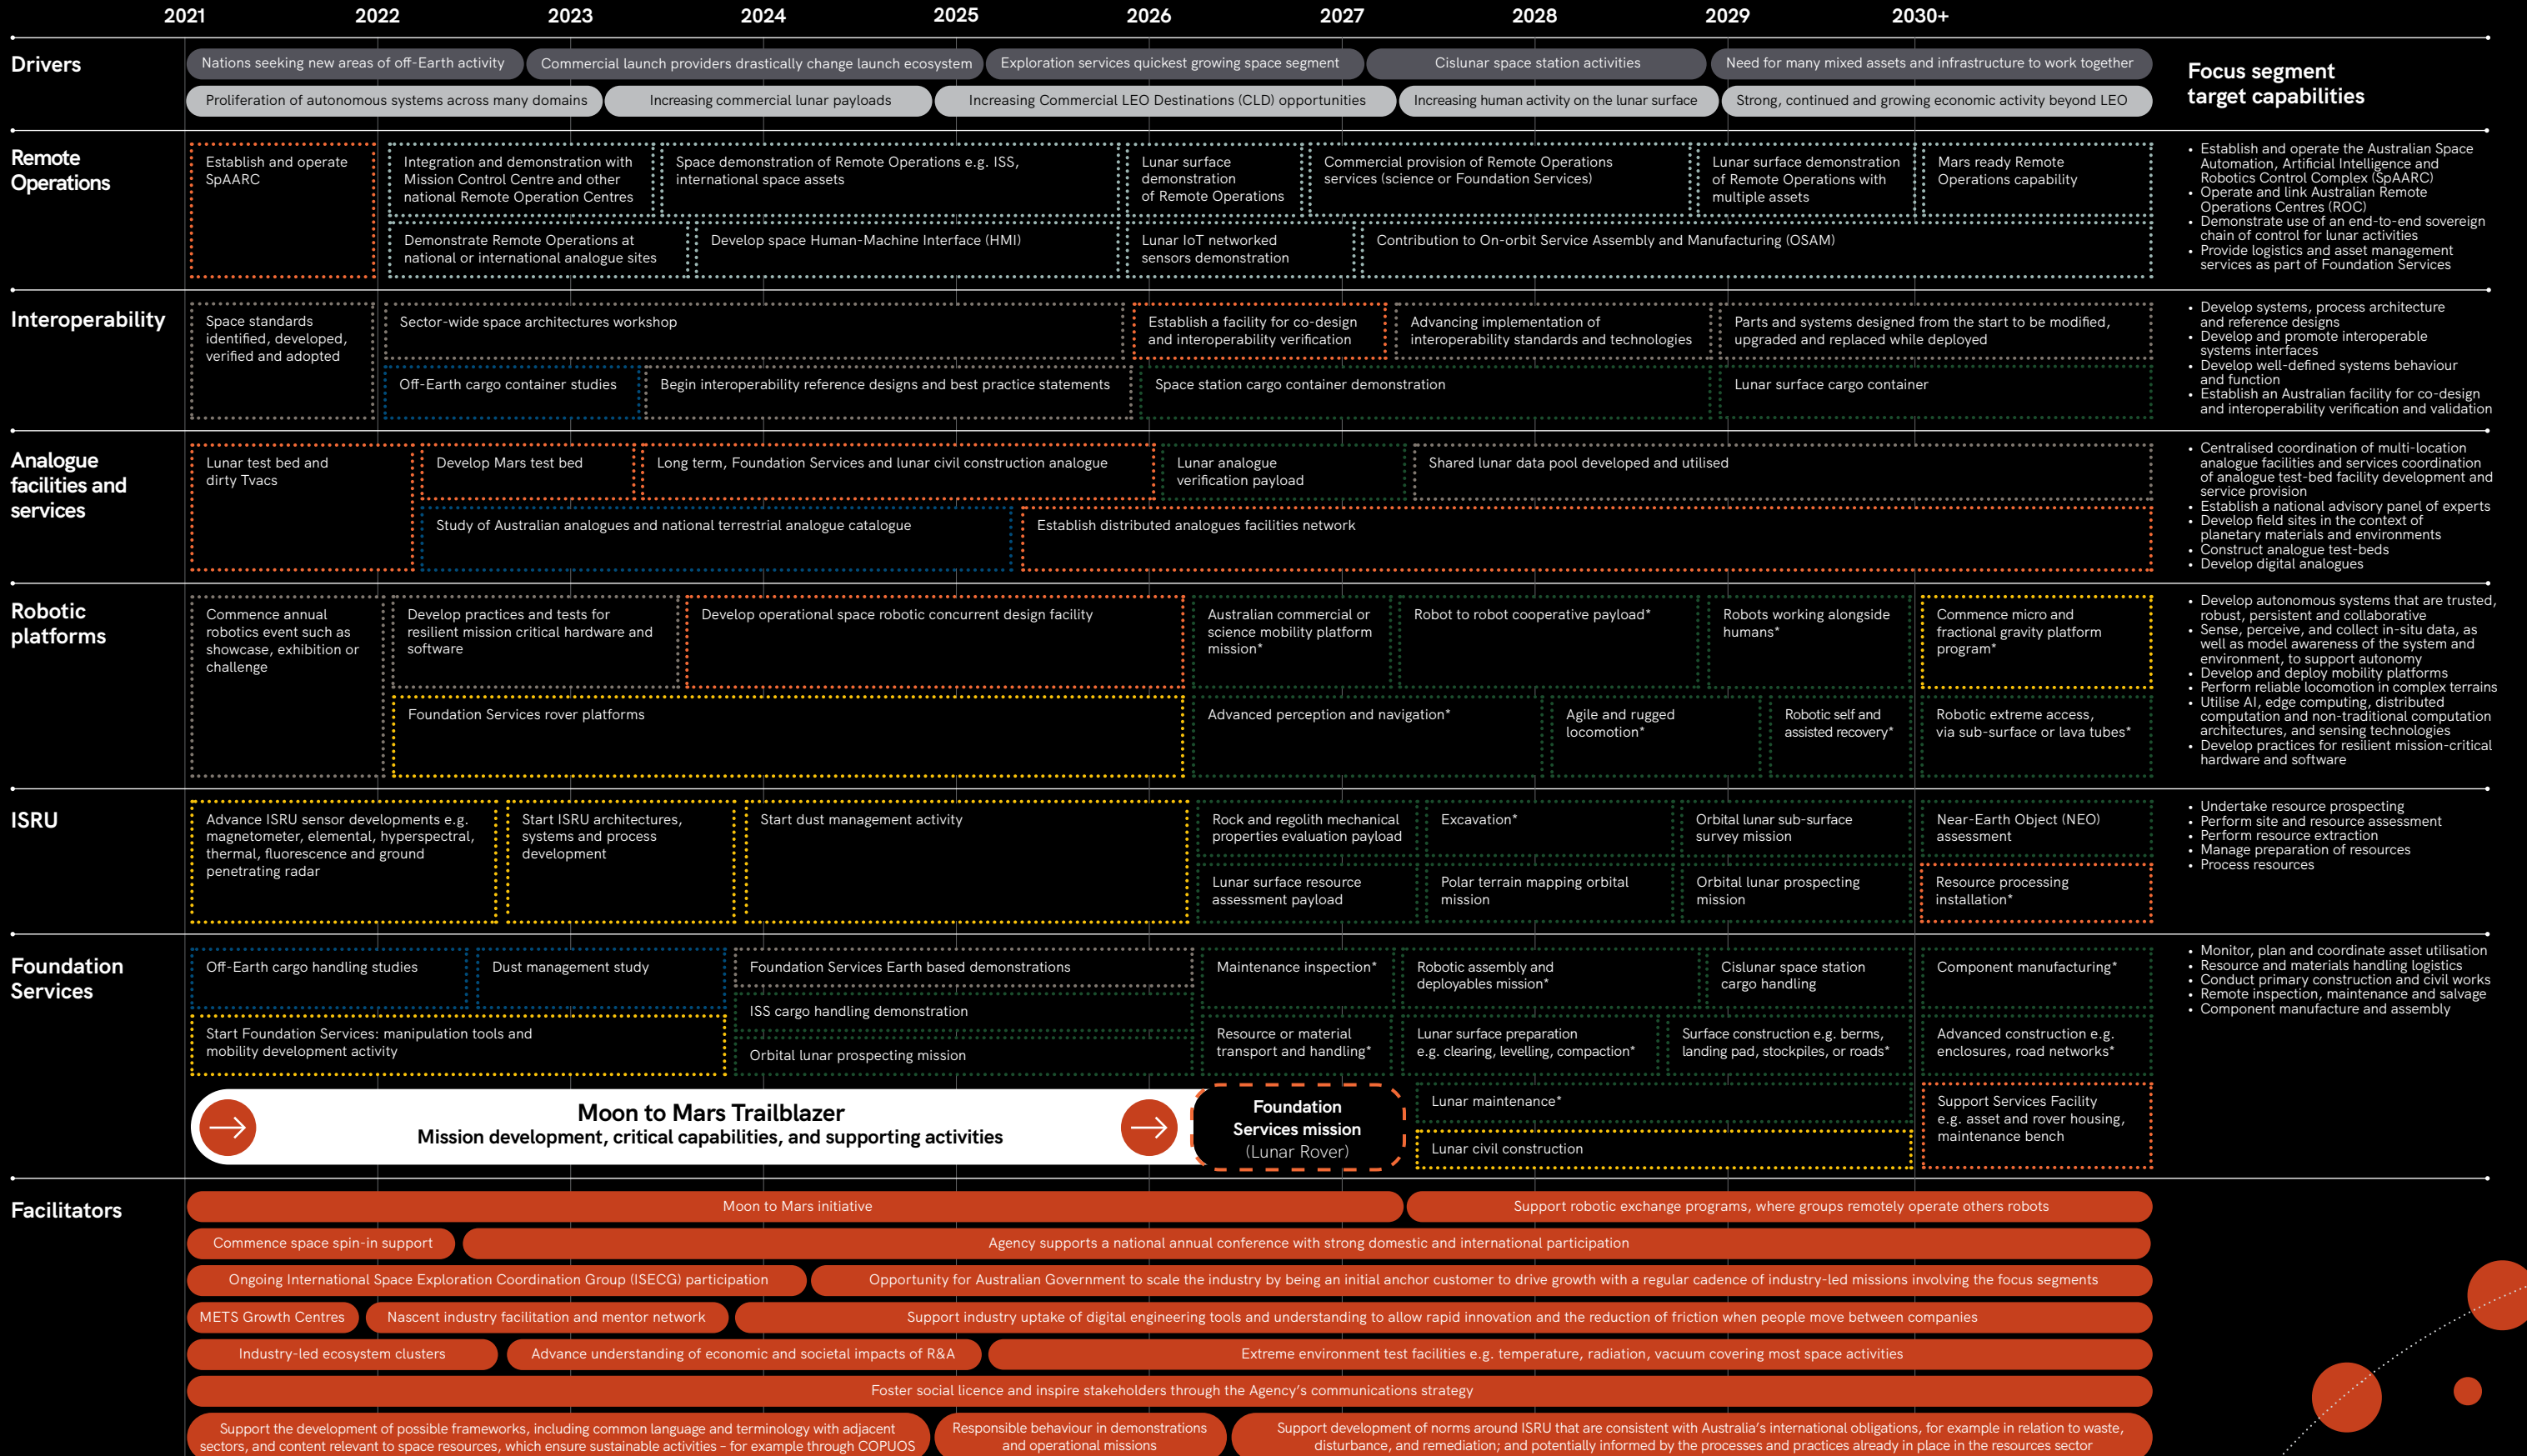 2021 2022 2023 2024 2025 2026 2027 2028 2029 2030+
Drivers
Nations seeking new areas of off-Earth activity
Commercial launch providers drastically change launch ecosystem
Exploration services quickest growing space segment
Cislunar space station activities
Need for many mixed assets and infrastructure to work together
Proliferation of autonomous systems across many domains
Increasing commercial lunar payloads
Increasing Commercial LEO Destinations (CLD) opportunities
Increasing human activity on the lunar surface
Strong, continued and growing economic activity beyond LEO
Focus segment
target capabilities
Remote
Operations
Establish and operate
SpAARC
Integration and demonstration with
Mission Control Centre and other
national Remote Operation Centres
Space demonstration of Remote Operations e.g. ISS,
international space assets
Lunar surface
demonstration
of Remote Operations
Commercial provision of Remote Operations
services (science or Foundation Services)
Lunar surface demonstration
of Remote Operations with
multiple assets
Mars ready Remote
Operations capability
Demonstrate Remote Operations at
national or international analogue sites
Develop space Human-Machine Interface (HMI)
Lunar IoT networked
sensors demonstration
Contribution to On-orbit Service Assembly and Manufacturing (OSAM)
• Establish and operate the Australian Space
Automation, Artificial Intelligence and
Robotics Control Complex (SpAARC)
• Operate and link Australian Remote
Operations Centres (ROC)
• Demonstrate use of an end-to-end sovereign
chain of control for lunar activities
• Provide logistics and asset management
services as part of Foundation Services
Interoperability
Space standards
identified, developed,
verified and adopted
Sector-wide space architectures workshop
Establish a facility for co-design
and interoperability verification
Advancing implementation of
interoperability standards and technologies
Parts and systems designed from the start to be modified,
upgraded and replaced while deployed
Off-Earth cargo container studies
Begin interoperability reference designs and best practice statements
Space station cargo container demonstration
Lunar surface cargo container
• Develop systems, process architecture
and reference designs
• Develop and promote interoperable
systems interfaces
• Develop well-defined systems behaviour
and function
• Establish an Australian facility for co-design
and interoperability verification and validation
Analogue
facilities and
services
Lunar test bed and
dirty Tvacs
Develop Mars test bed
Long term, Foundation Services and lunar civil construction analogue
Lunar analogue
verification payload
Shared lunar data pool developed and utilised
Study of Australian analogues and national terrestrial analogue catalogue
Establish distributed analogues facilities network
• Centralised coordination of multi-location
analogue facilities and services coordination
of analogue test-bed facility development and
service provision
• Establish a national advisory panel of experts
• Develop field sites in the context of
planetary materials and environments
• Construct analogue test-beds
• Develop digital analogues
Robotic
platforms
Commence annual
robotics event such as
showcase, exhibition or
challenge
Develop practices and tests for
resilient mission critical hardware and
software
Develop operational space robotic concurrent design facility
Australian commercial or
science mobility platform
mission*
Robot to robot cooperative payload*
Robots working alongside
humans*
Commence micro and
fractional gravity platform
program*
Foundation Services rover platforms
Advanced perception and navigation*
Agile and rugged
locomotion*
Robotic self and
assisted recovery*
Robotic extreme access,
via sub-surface or lava tubes*
• Develop autonomous systems that are trusted,
robust, persistent and collaborative
• Sense, perceive, and collect in-situ data, as
well as model awareness of the system and
environment, to support autonomy
• Develop and deploy mobility platforms
• Perform reliable locomotion in complex terrains
• Utilise AI, edge computing, distributed
computation and non-traditional computation
architectures, and sensing technologies
• Develop practices for resilient mission-critical
hardware and software
ISRU
Advance ISRU sensor developments e.g.
magnetometer, elemental, hyperspectral,
thermal, fluorescence and ground
penetrating radar
Start ISRU architectures,
systems and process
development
Start dust management activity
Rock and regolith mechanical
properties evaluation payload
Excavation*
Orbital lunar sub-surface
survey mission
Near-Earth Object (NEO)
assessment
Lunar surface resource
assessment payload
Polar terrain mapping orbital
mission
Orbital lunar prospecting
mission
Resource processing
installation*
• Undertake resource prospecting
• Perform site and resource assessment
• Perform resource extraction
• Manage preparation of resources
• Process resources
Foundation
Services
Off-Earth cargo handling studies
Dust management study
Foundation Services Earth based demonstrations
Maintenance inspection*
Robotic assembly and
deployables mission*
Cislunar space station
cargo handling
Component manufacturing*
ISS cargo handling demonstration
Start Foundation Services: manipulation tools and
mobility development activity
Orbital lunar prospecting mission
Resource or material
transport and handling*
Lunar surface preparation
e.g. clearing, levelling, compaction*
Surface construction e.g. berms,
landing pad, stockpiles, or roads*
Advanced construction e.g.
enclosures, road networks*
• Monitor, plan and coordinate asset utilisation
• Resource and materials handling logistics
• Conduct primary construction and civil works
• Remote inspection, maintenance and salvage
• Component manufacture and assembly
Moon to Mars Trailblazer
Mission development, critical capabilities, and supporting activities
Foundation
Services mission
(Lunar Rover)
Lunar maintenance*
Lunar civil construction
Support Services Facility
e.g. asset and rover housing,
maintenance bench
Facilitators
Moon to Mars initiative
Support robotic exchange programs, where groups remotely operate others robots
Commence space spin-in support
Agency supports a national annual conference with strong domestic and international participation
Ongoing International Space Exploration Coordination Group (ISECG) participation
Opportunity for Australian Government to scale the industry by being an initial anchor customer to drive growth with a regular cadence of industry-led missions involving the focus segments
METS Growth Centres
Nascent industry facilitation and mentor network
Support industry uptake of digital engineering tools and understanding to allow rapid innovation and the reduction of friction when people move between companies
Industry-led ecosystem clusters
Advance understanding of economic and societal impacts of R&A
Extreme environment test facilities e.g. temperature, radiation, vacuum covering most space activities
Foster social licence and inspire stakeholders through the Agency's communications strategy
Support the development of possible frameworks, including common language and terminology with adjacent
sectors, and content relevant to space resources, which ensure sustainable activities – for example through COPUOS
Responsible behaviour in demonstrations
and operational missions
Support development of norms around ISRU that are consistent with Australia's international obligations, for example in relation to waste,
disturbance, and remediation; and potentially informed by the processes and practices already in place in the resources sector